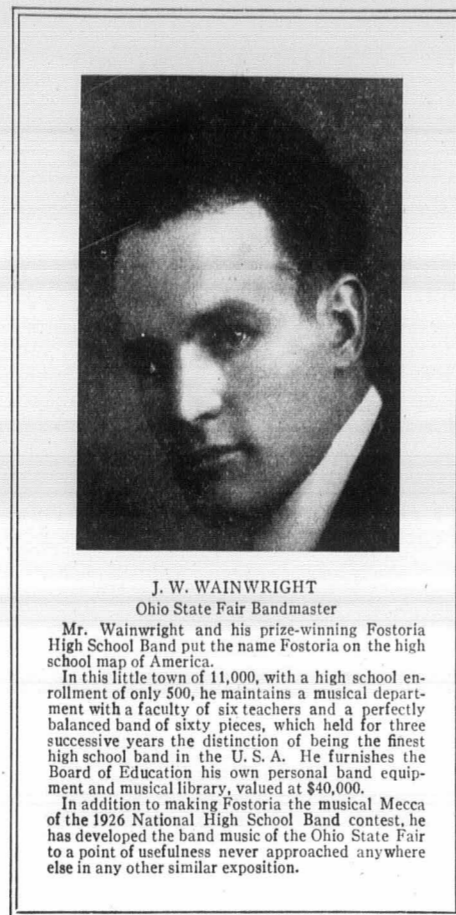 J. W. WAINWRIGHT
Ohio State Fair Bandmaster
Mr. Wainwright and his prize-winning Fostoria
High School Band put the name Fostoria on the high
school map of America.
In this little town of 11,000, with a high school en-
rollment of only 500, he maintains a musical depart-
ment with a faculty of six teachers and a perfectly
balanced band of sixty pieces, which held for three
successive years the distinction of being the finest
high school band in the U. S. A. He furnishes the
Board of Education his own personal band equip-
ment and musical library, valued at $40,000.
In addition to making Fostoria the musical Mecca
of the 1926 National High School Band contest, he
has developed the band music of the Ohio State Fair
to a point of usefulness never approached anywhere
else in any other similar exposition.